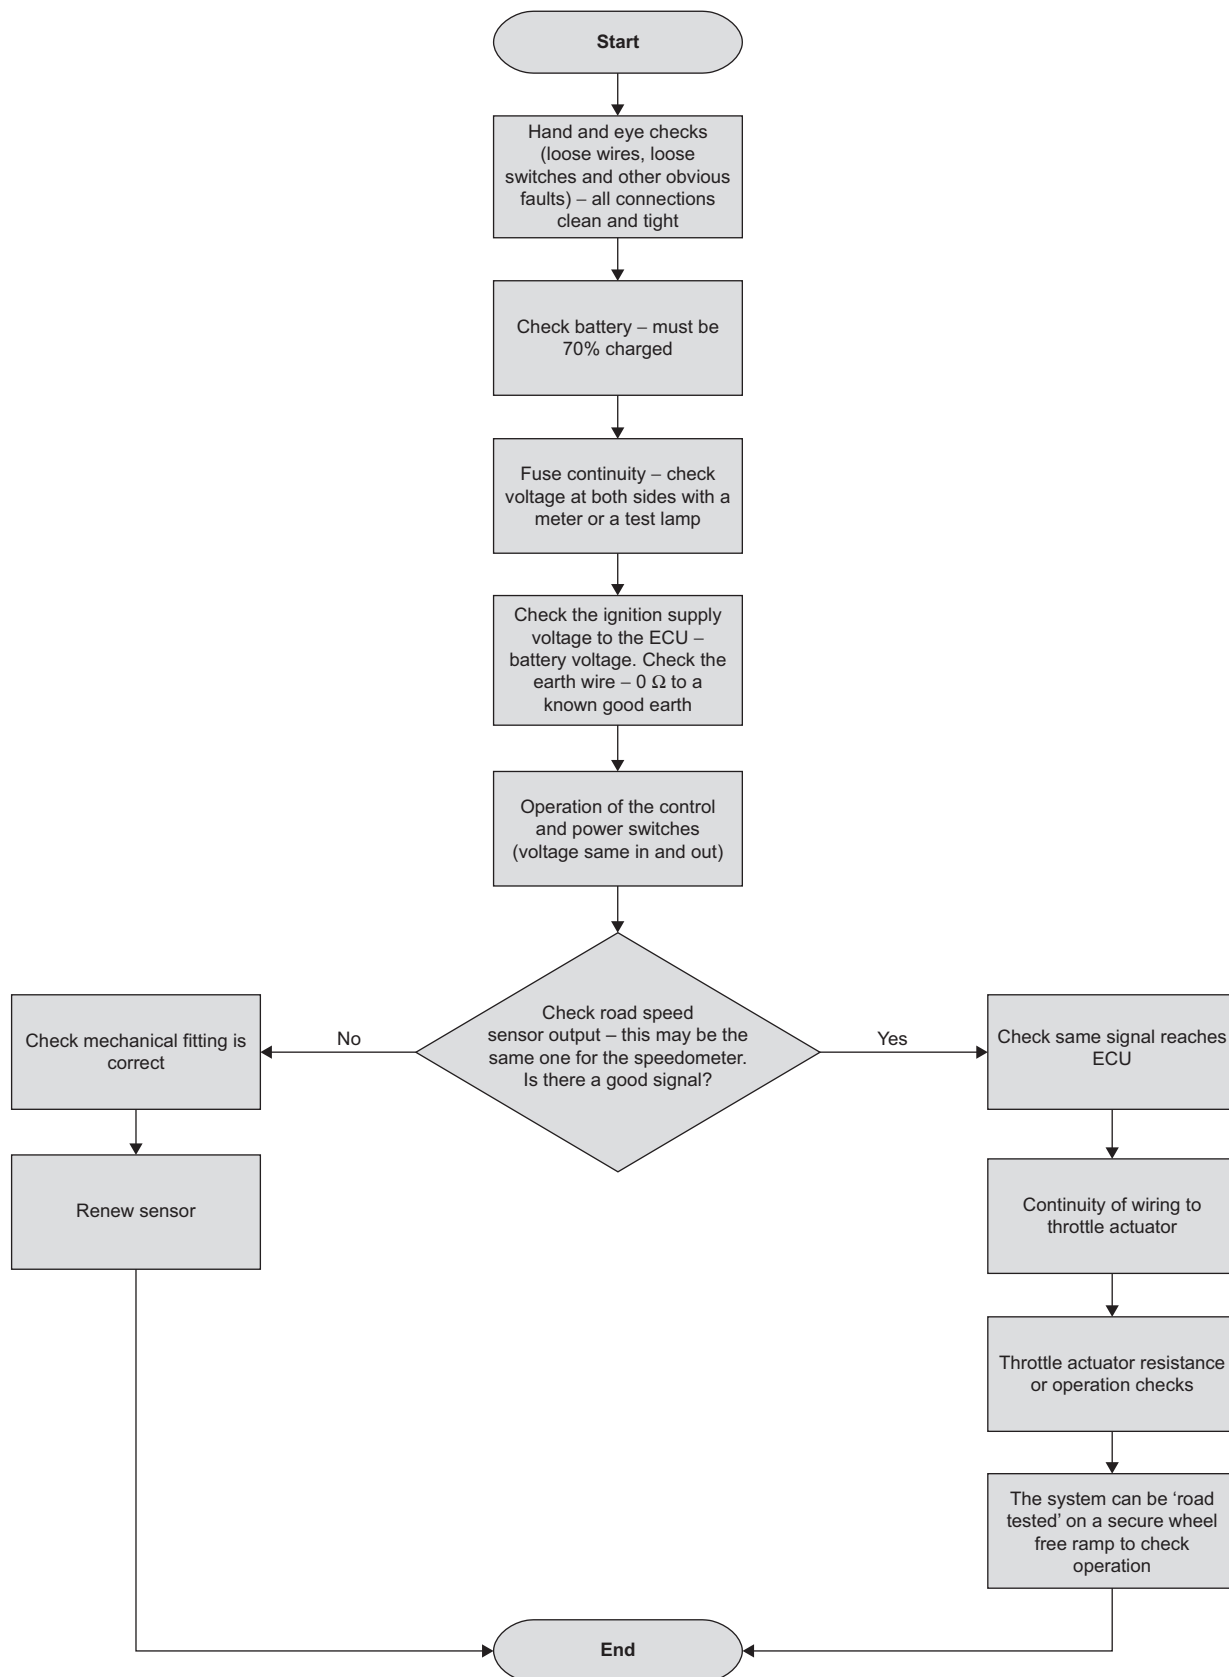 Start
Hand and eye checks
(loose wires, loose
switches and other obvious
faults) – all connections
clean and tight
Check battery – must be
70% charged
Fuse continuity – check
voltage at both sides with a
meter or a test lamp
Check the ignition supply
voltage to the ECU –
battery voltage. Check the
earth wire – 0 Ω to a
known good earth
Operation of the control
and power switches
(voltage same in and out)
Check road speed
sensor output – this may be the
same one for the speedometer.
Is there a good signal?
No
Check mechanical fitting is
correct
Renew sensor
Yes
Check same signal reaches
ECU
Continuity of wiring to
throttle actuator
Throttle actuator resistance
or operation checks
The system can be ‘road
tested’ on a secure wheel
free ramp to check
operation
End